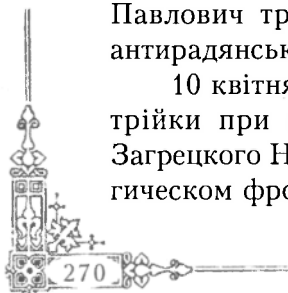 Павлович тр
антирадянськ
10 квітня
трійки при
Загрецкого Н
гическом фро
270